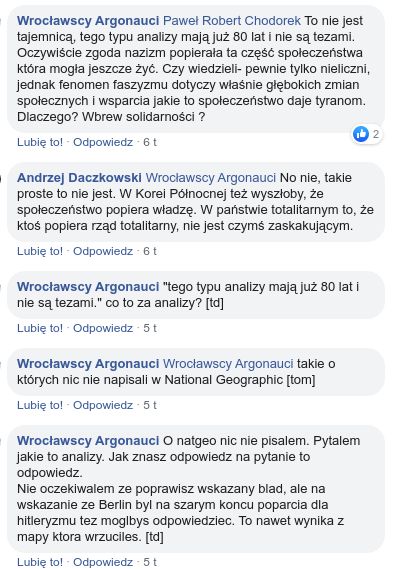 Wrocławscy Argonauci Paweł Robert Chodorek To nie jest
tajemnicą, tego typu analizy mają już 80 lat i nie są tezami.
Oczywiście zgoda nazizm popierała ta część społeczeństwa
która mogła jeszcze żyć. Czy wiedzieli- pewnie tylko nieliczni,
jednak fenomen faszyzmu dotyczy właśnie głębokich zmian
społecznych i wsparcia jakie to społeczeństwo daje tyranom.
Dlaczego? Wbrew solidarności ?
2
Lubię to! · Odpowiedz · 6 t
Andrzej Daczkowski Wrocławscy Argonauci No nie, takie
proste to nie jest. W Korei Północnej też wyszłoby, że
społeczeństwo popiera władzę. W państwie totalitarnym to, że
ktoś popiera rząd totalitarny, nie jest czymś zaskakującym.
Lubię to! · Odpowiedz · 6 t
Wrocławscy Argonauci "tego typu analizy mają już 80 lat i
nie są tezami." co to za analizy? [td]
Lubię to! · Odpowiedz · 5 t
Wrocławscy Argonauci Wrocławscy Argonauci takie o
których nic nie napisali w National Geographic [tom]
Lubię to! · Odpowiedz · 5 t
Wrocławscy Argonauci O natgeo nic nie pisalem. Pytalem
jakie to analizy. Jak znasz odpowiedz na pytanie to
odpowiedz.
Nie oczekiwalem ze poprawisz wskazany blad, ale na
wskazanie ze Berlin byl na szarym koncu poparcia dla
hitleryzmu tez moglbys odpowiedziec. To nawet wynika z
mapy ktora wrzuciles. [td]
Lubię to! · Odpowiedz · 5 t